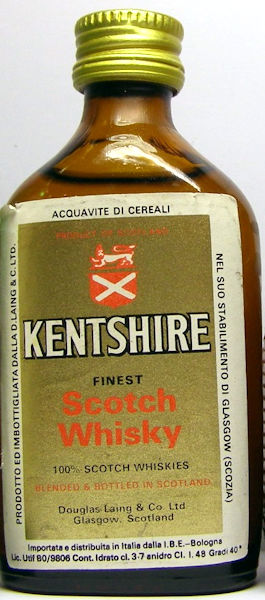 ACQUAVITE DI CEREALI
PRODUCT OF SCOTLAND
KENTSHIRE
FINEST
Scotch
Whisky
100% SCOTCH WHISKIES
BLENDED & BOTTLED IN SCOTLAND
Douglas Laing & Co. Ltd
Glasgow, Scotland
PRODOTTO ED IMBOTTIGLIATA DALLA D. LAING & C. LTD.
NEL SUO STABILIMENTO DI GLASGOW (SCOZIA)
Importata e distribuita in Italia dalla I.B.E.-Bologna
Lic. Utif 80/9806 Cont. Idrato cl. 3·7 anidro Cl. I. 48 Gradi 40°